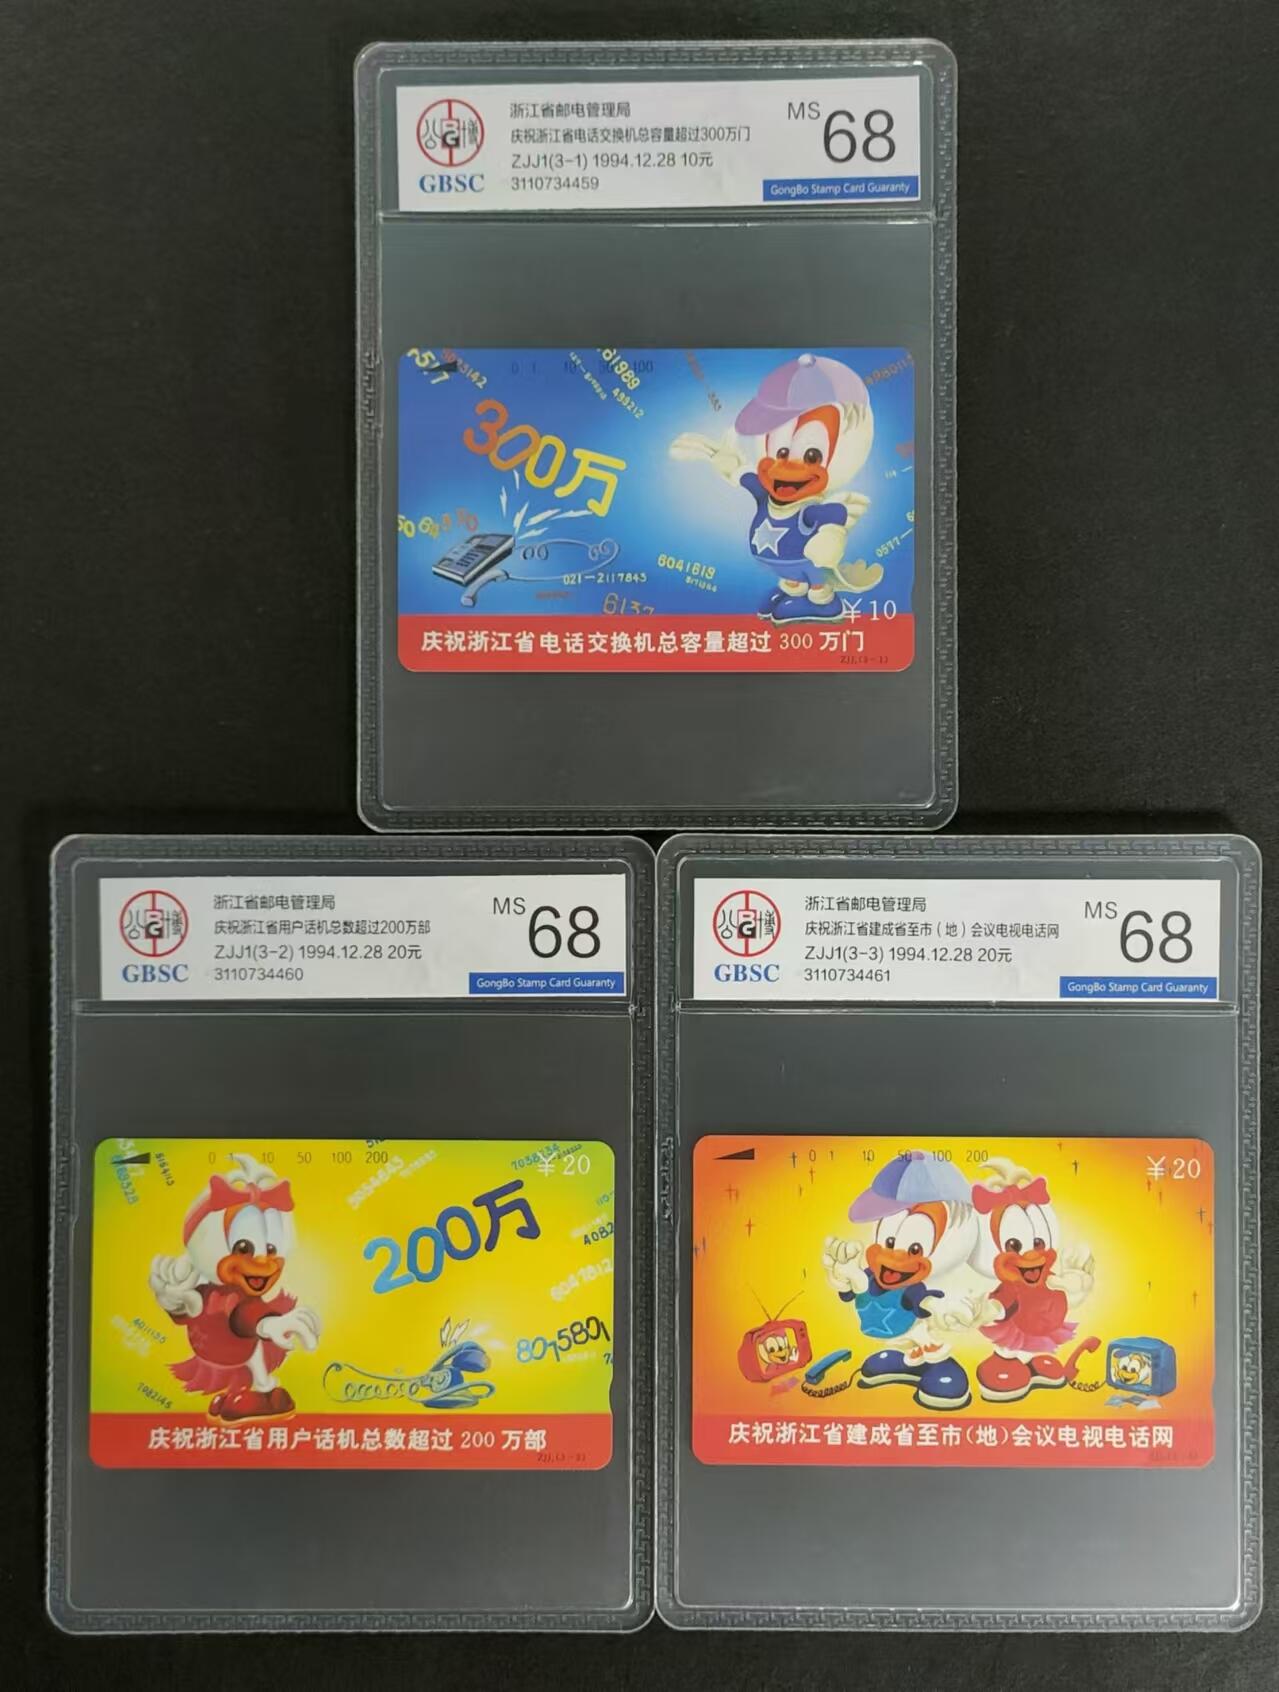 浙江省邮电管理局
庆祝浙江省电话交换机总容量超过300万门
ZJJ1(3-1) 1994.12.28 10元
3110734459
MS 68
GBSC
GongBo Stamp Card Guaranty
0 1 10 50 100
300万
021-2117843
6041613
¥10
庆祝浙江省电话交换机总容量超过 300 万门
浙江省邮电管理局
庆祝浙江省用户话机总数超过200万部
ZJJ1(3-2) 1994.12.28 20元
3110734460
MS 68
GBSC
GongBo Stamp Card Guaranty
0 1 10 50 100 200
¥20
200万
8075801
7082145
庆祝浙江省用户话机总数超过 200 万部
浙江省邮电管理局
庆祝浙江省建成省至市（地）会议电视电话网
ZJJ1(3-3) 1994.12.28 20元
3110734461
MS 68
GBSC
GongBo Stamp Card Guaranty
0 1 10 50 100 200
¥20
庆祝浙江省建成省至市(地)会议电视电话网